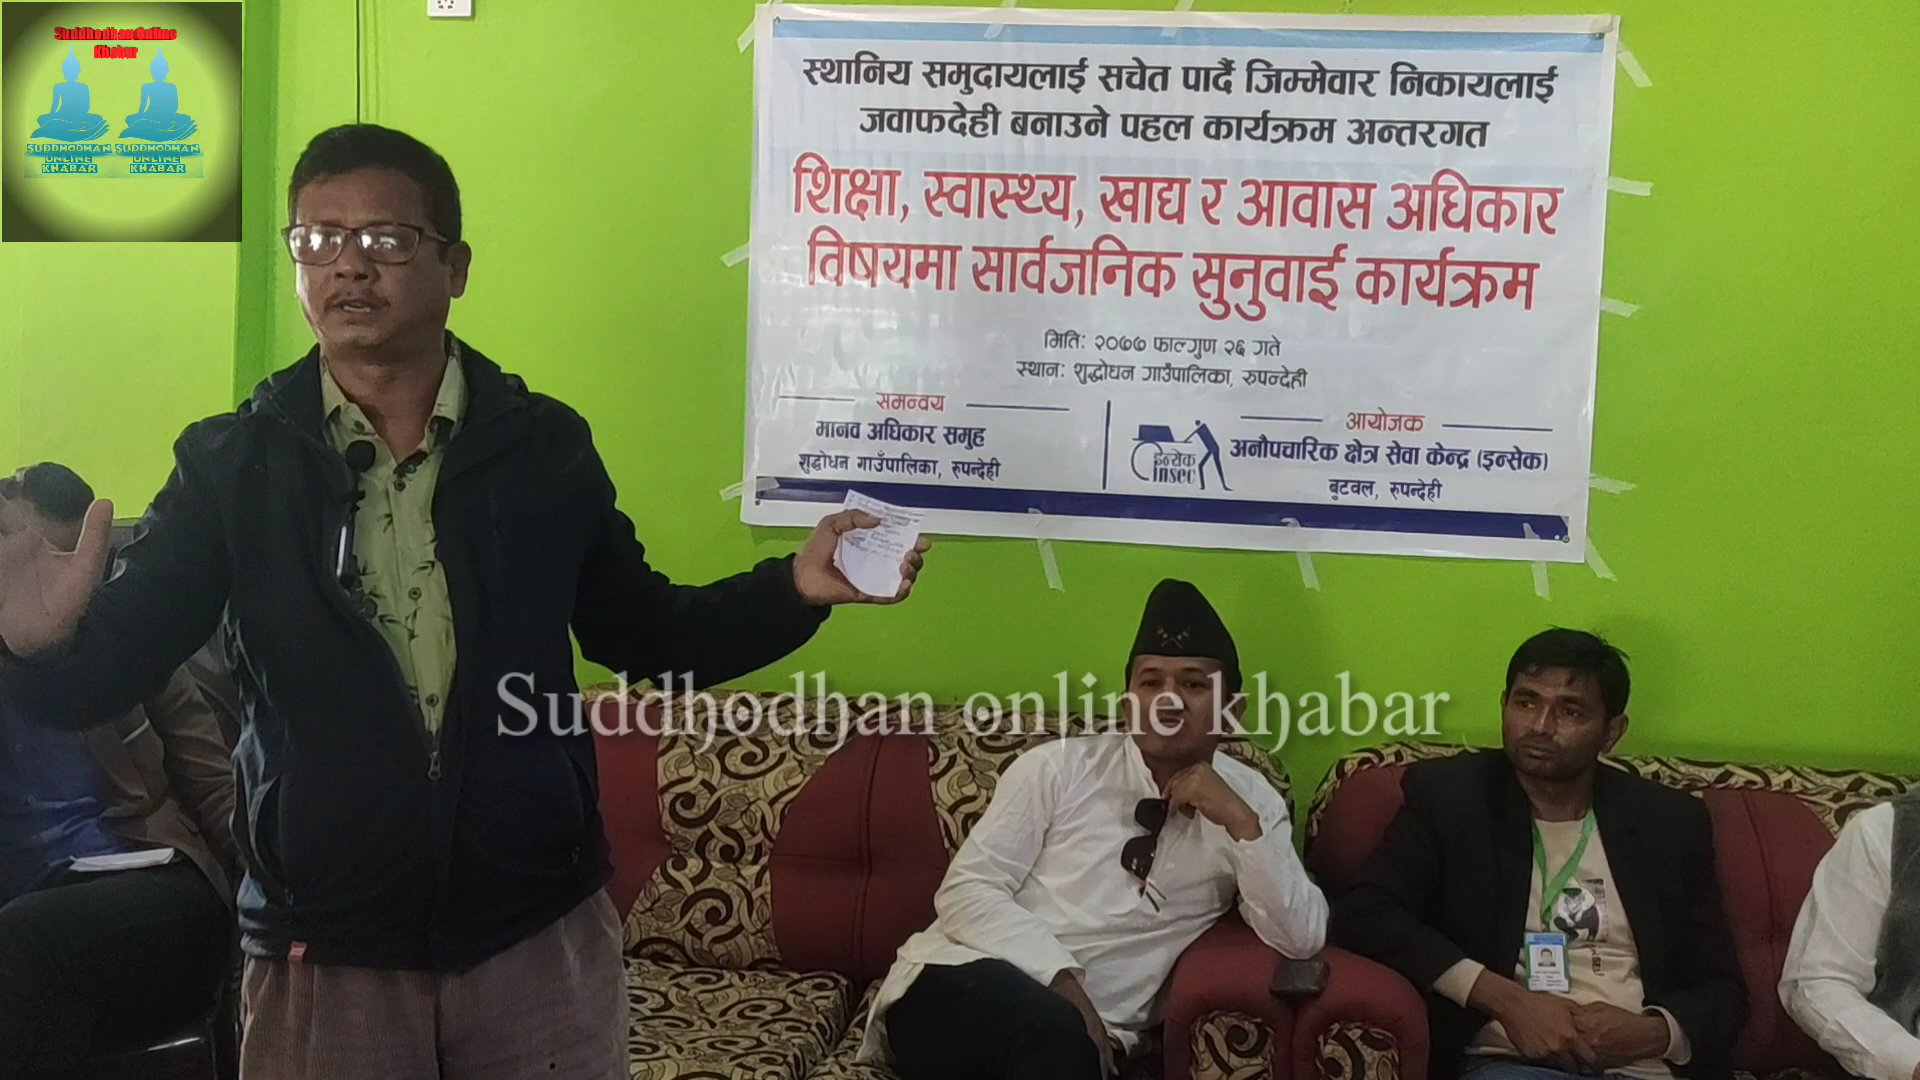 Suddhodhan Online
Khabar
SUDDHODHAN
ONLINE
KHABAR
SUDDHODHAN
ONLINE
KHABAR
स्थानिय समुदायलाई सचेत पार्दै जिम्मेवार निकायलाई
जवाफदेही बनाउने पहल कार्यक्रम अन्तरगत
शिक्षा, स्वास्थ्य, खाद्य र आवास अधिकार
विषयमा सार्वजनिक सुनुवाई कार्यक्रम
मिति: २०७७ फाल्गुण २६ गते
स्थान: शुद्धोधन गाउँपालिका, रुपन्देही
समन्वय
मानव अधिकार समुह
शुद्धोधन गाउँपालिका, रुपन्देही
इन्सेक
insec
आयोजक
अनौपचारिक क्षेत्र सेवा केन्द्र (इन्सेक)
बुटवल, रुपन्देही
Suddhodhan online khabar